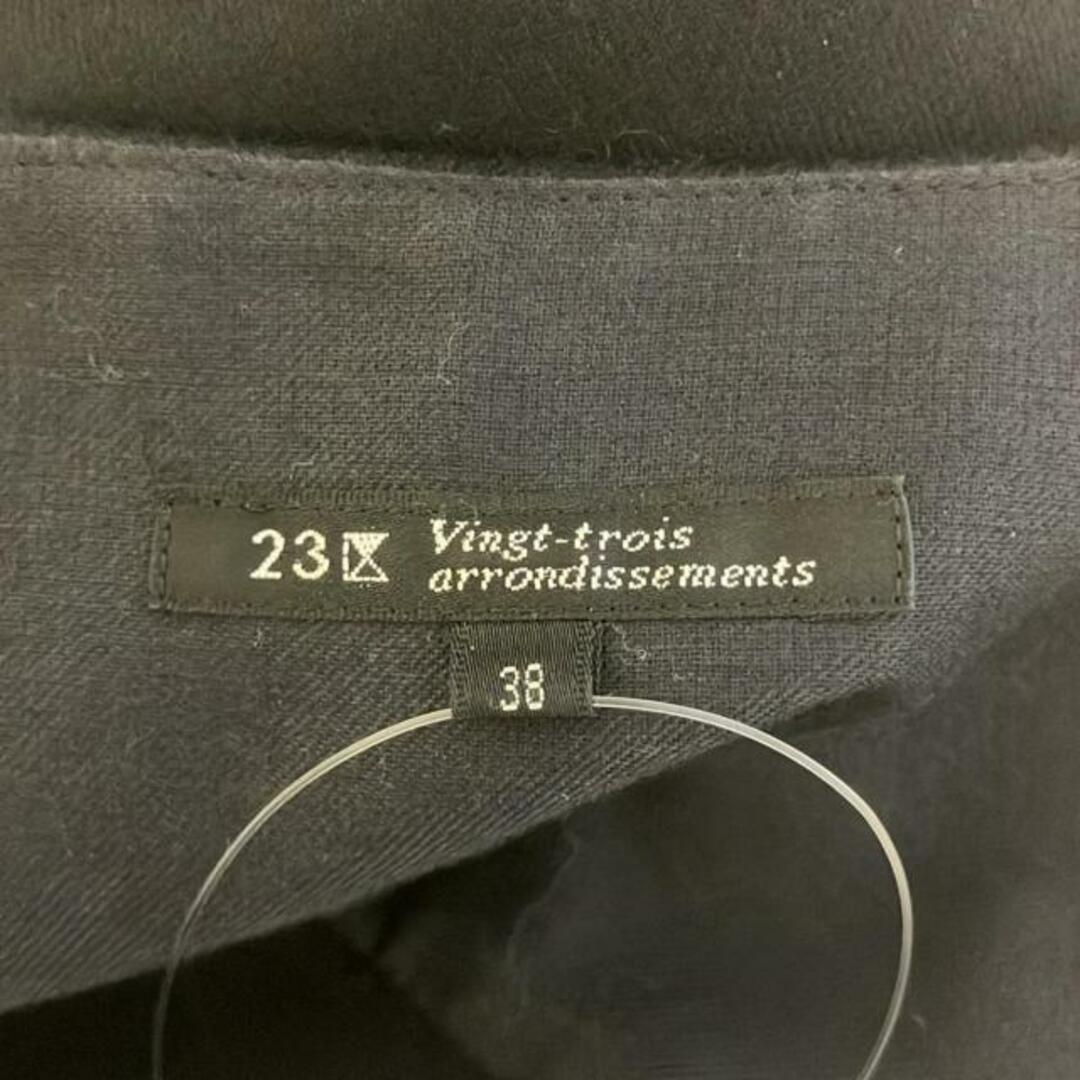 23区 Vingt-trois
arrondissements
38